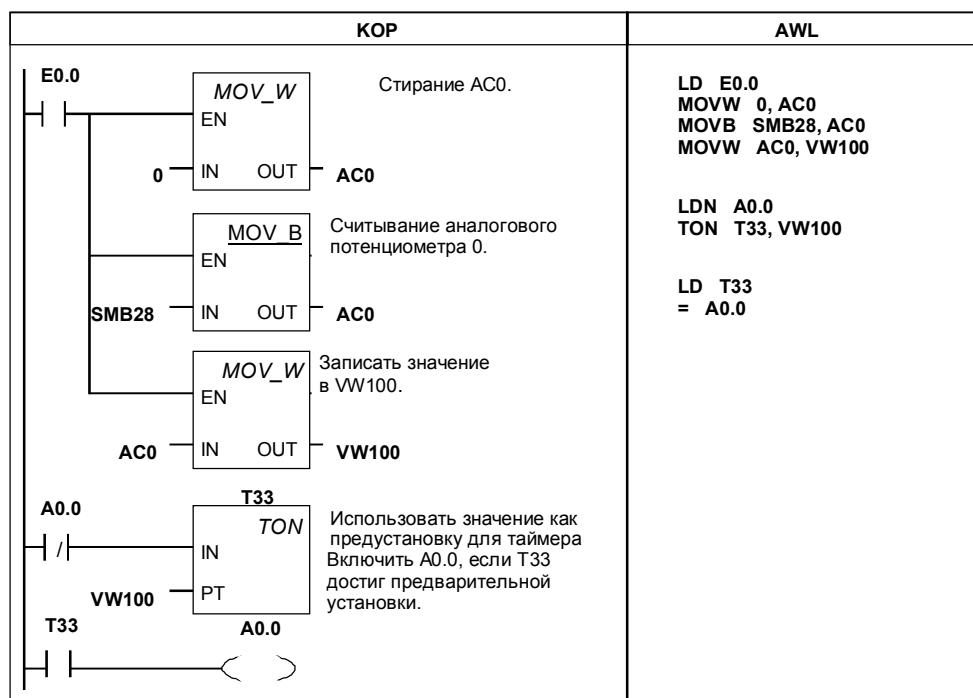 KOP
AWL
E0.0
MOV_W
EN
0
IN OUT
AC0
Стирание AC0.
MOV_B
EN
SMB28
IN OUT
AC0
Считывание аналогового
потенциометра 0.
MOV_W
EN
AC0
IN OUT
VW100
Записать значение
в VW100.
A0.0
/
T33
TON
IN
VW100
PT
Использовать значение как
предустановку для таймера
Включить A0.0, если T33
достиг предварительной
установки.
T33
A0.0
LD E0.0
MOVW 0, AC0
MOVB SMB28, AC0
MOVW AC0, VW100
LDN A0.0
TON T33, VW100
LD T33
= A0.0